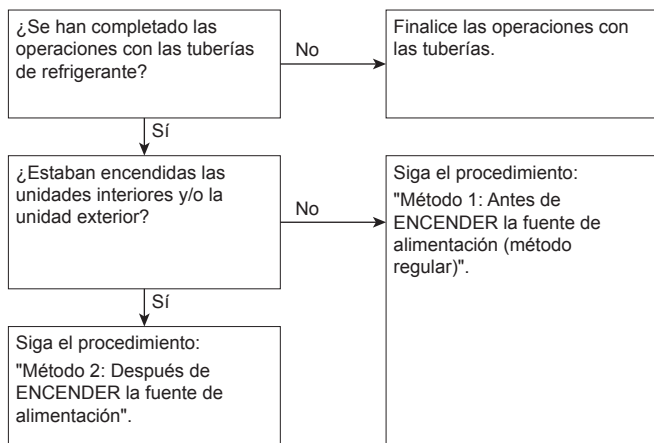 ¿Se han completado las
operaciones con las tuberías
de refrigerante?
No
Finalice las operaciones con
las tuberías.
Sí
¿Estaban encendidas las
unidades interiores y/o la
unidad exterior?
No
Siga el procedimiento:
"Método 1: Antes de
ENCENDER la fuente de
alimentación (método
regular)".
Sí
Siga el procedimiento:
"Método 2: Después de
ENCENDER la fuente de
alimentación".